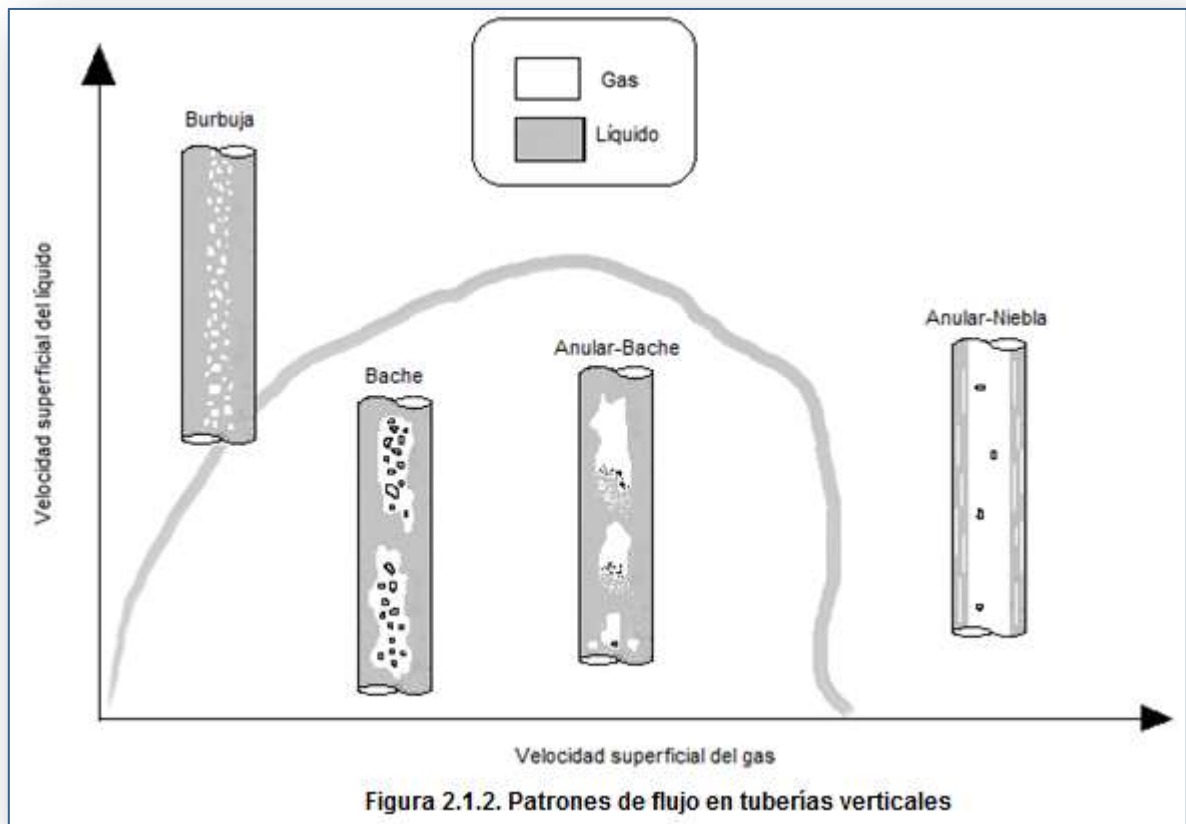 Gas
Líquido
Burbuja
Bache
Anular-Bache
Anular-Niebla
Velocidad superficial del líquido
Velocidad superficial del gas
Figura 2.1.2. Patrones de flujo en tuberías verticales